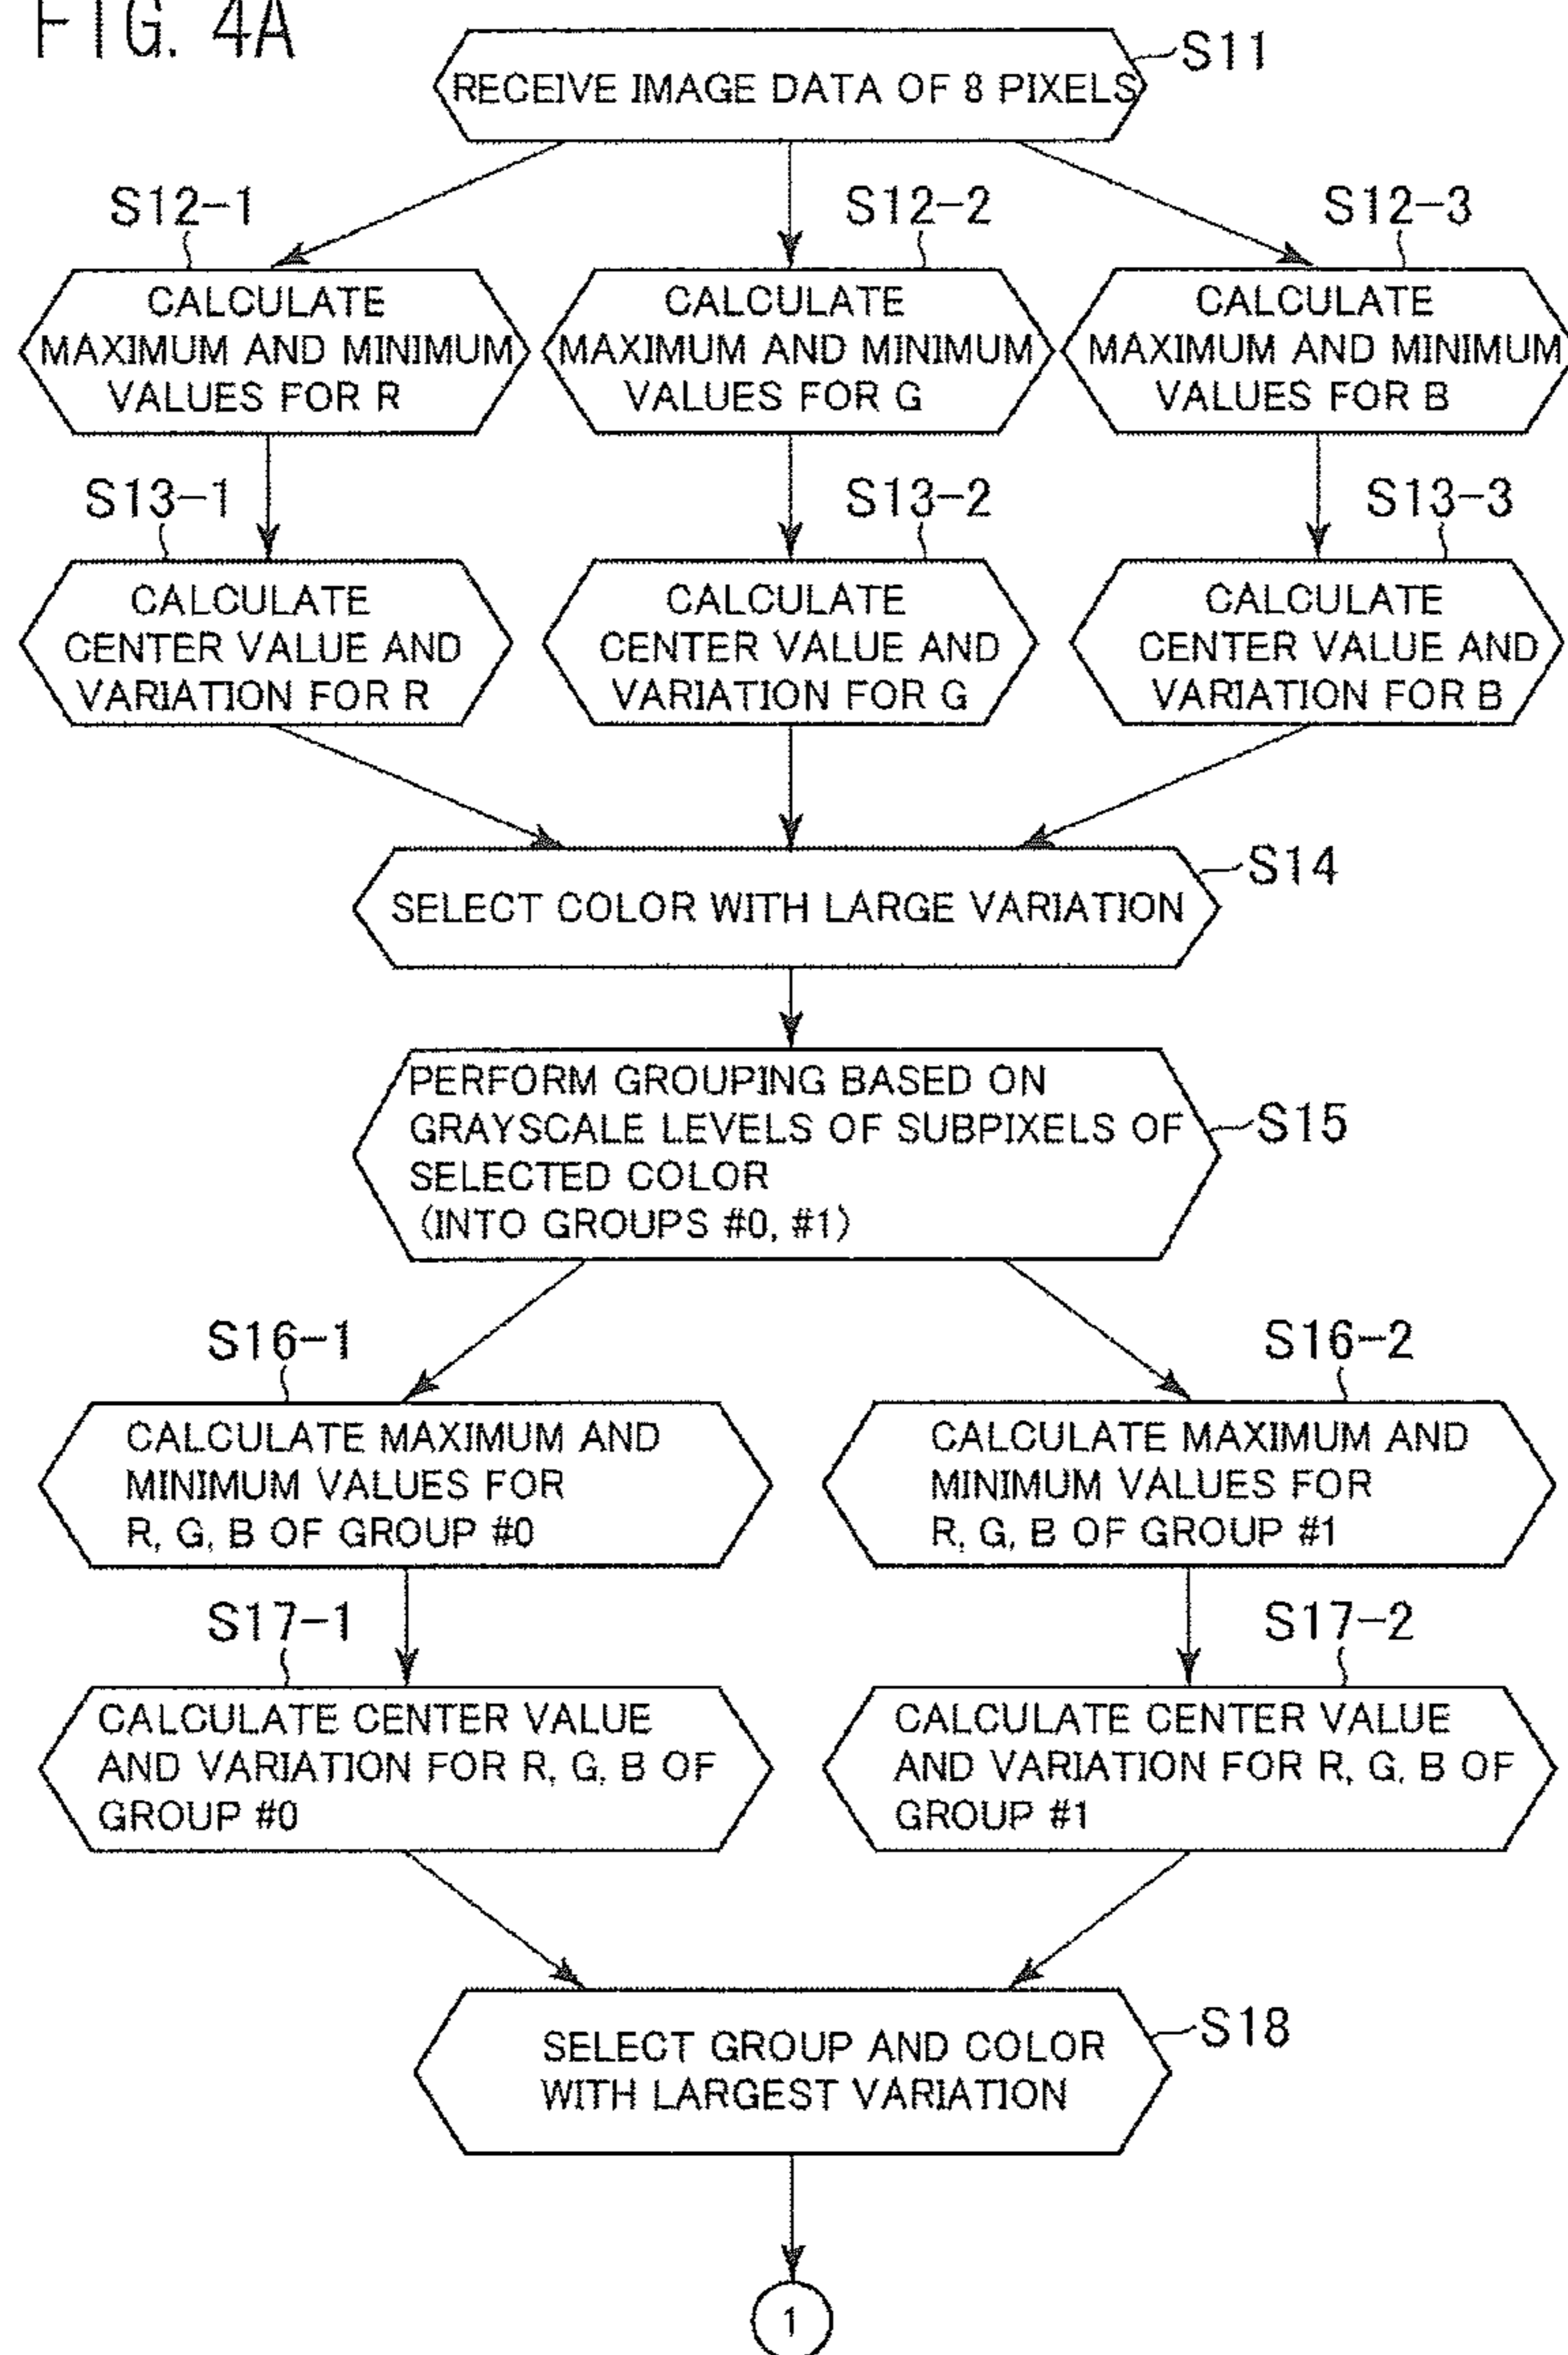 FIG. 4A
RECEIVE IMAGE DATA OF 8 PIXELS
S11
S12-1
S12-2
S12-3
CALCULATE
MAXIMUM AND MINIMUM
VALUES FOR R
CALCULATE
MAXIMUM AND MINIMUM
VALUES FOR G
CALCULATE
MAXIMUM AND MINIMUM
VALUES FOR B
S13-1
S13-2
S13-3
CALCULATE
CENTER VALUE AND
VARIATION FOR R
CALCULATE
CENTER VALUE AND
VARIATION FOR G
CALCULATE
CENTER VALUE AND
VARIATION FOR B
S14
SELECT COLOR WITH LARGE VARIATION
PERFORM GROUPING BASED ON
GRAYSCALE LEVELS OF SUBPIXELS OF
SELECTED COLOR
(INTO GROUPS #0, #1)
S15
S16-1
S16-2
CALCULATE MAXIMUM AND
MINIMUM VALUES FOR
R, G, B OF GROUP #0
CALCULATE MAXIMUM AND
MINIMUM VALUES FOR
R, G, B OF GROUP #1
S17-1
S17-2
CALCULATE CENTER VALUE
AND VARIATION FOR R, G, B OF
GROUP #0
CALCULATE CENTER VALUE
AND VARIATION FOR R, G, B OF
GROUP #1
S18
SELECT GROUP AND COLOR
WITH LARGEST VARIATION
1